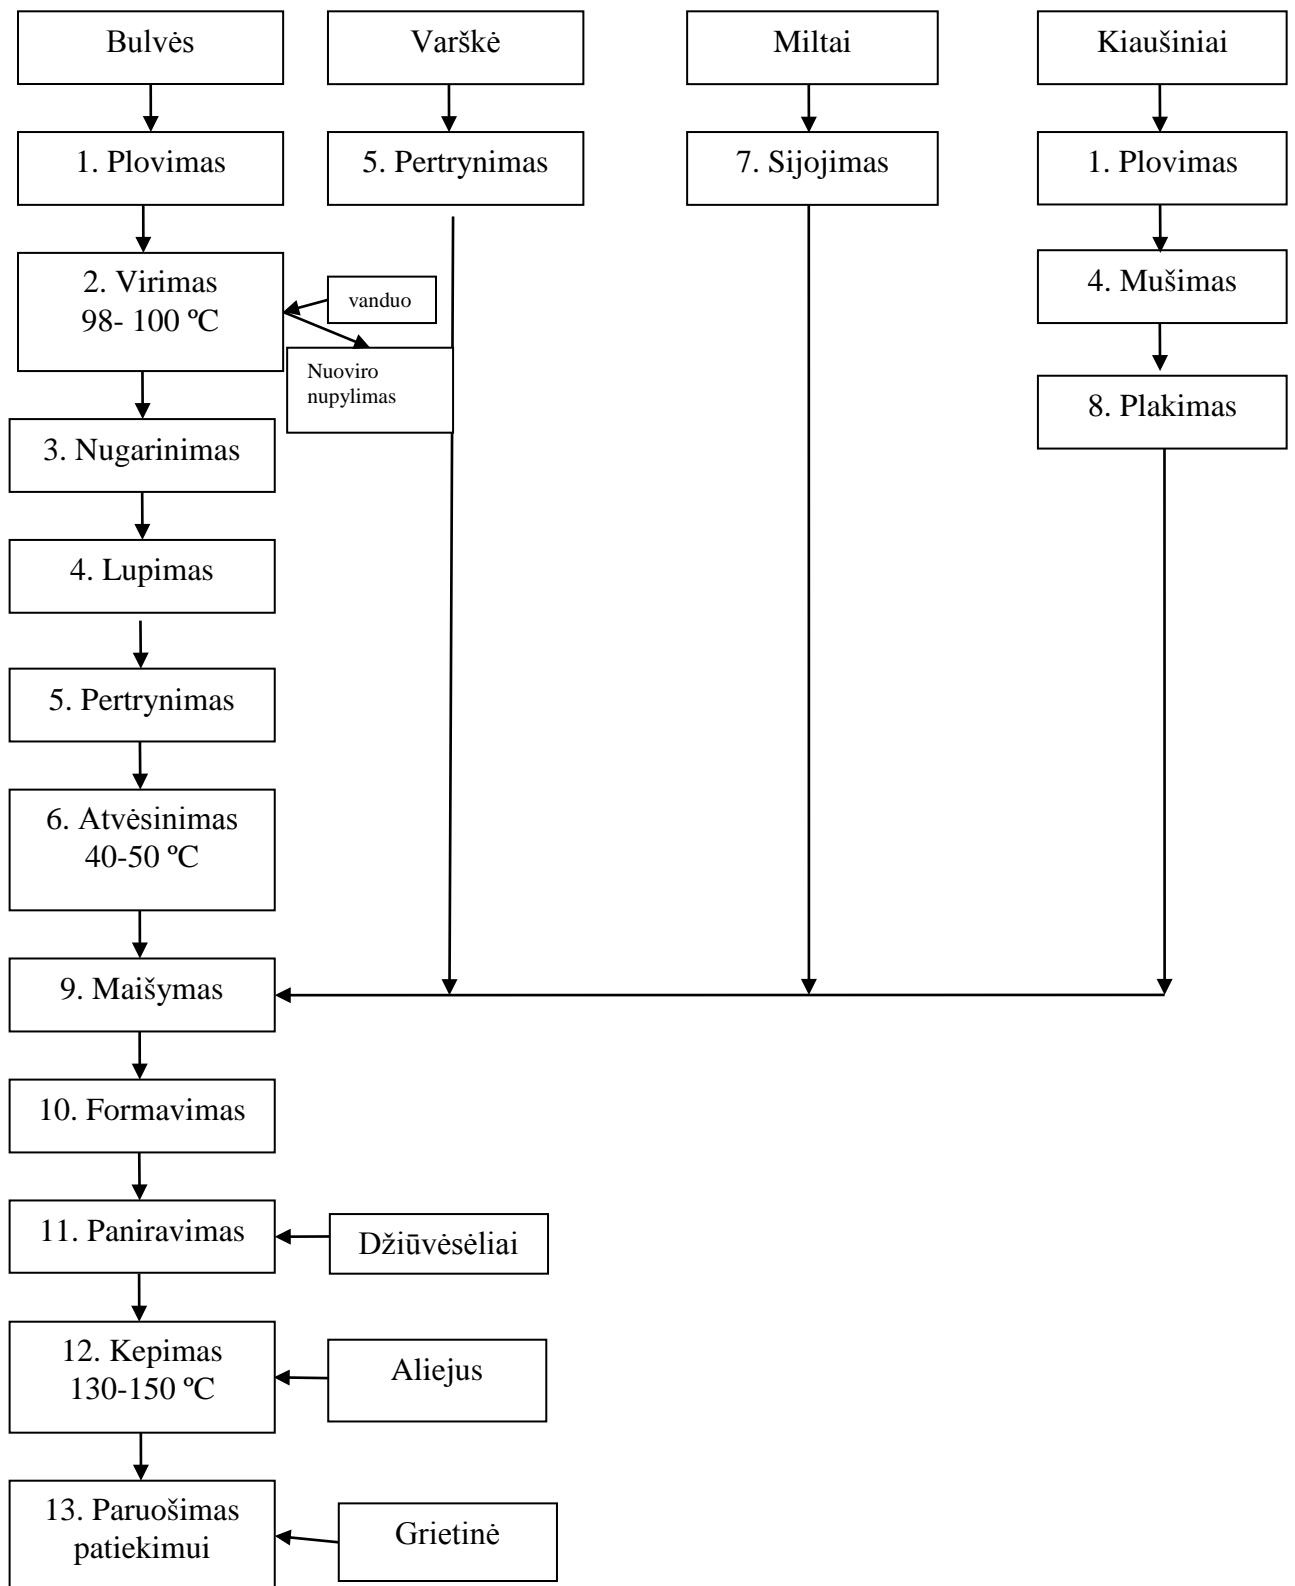 Bulvės
Varškė
Miltai
Kiaušiniai
1. Plovimas
5. Pertrynimas
7. Sijojimas
1. Plovimas
2. Virimas
98- 100 ºC
vanduo
4. Mušimas
Nuoviro
nupylimas
8. Plakimas
3. Nugarinimas
4. Lupimas
5. Pertrynimas
6. Atvėsinimas
40-50 ºC
9. Maišymas
10. Formavimas
11. Paniravimas
Džiūvėsėliai
12. Kepimas
130-150 ºC
Aliejus
13. Paruošimas
patiekimui
Grietinė